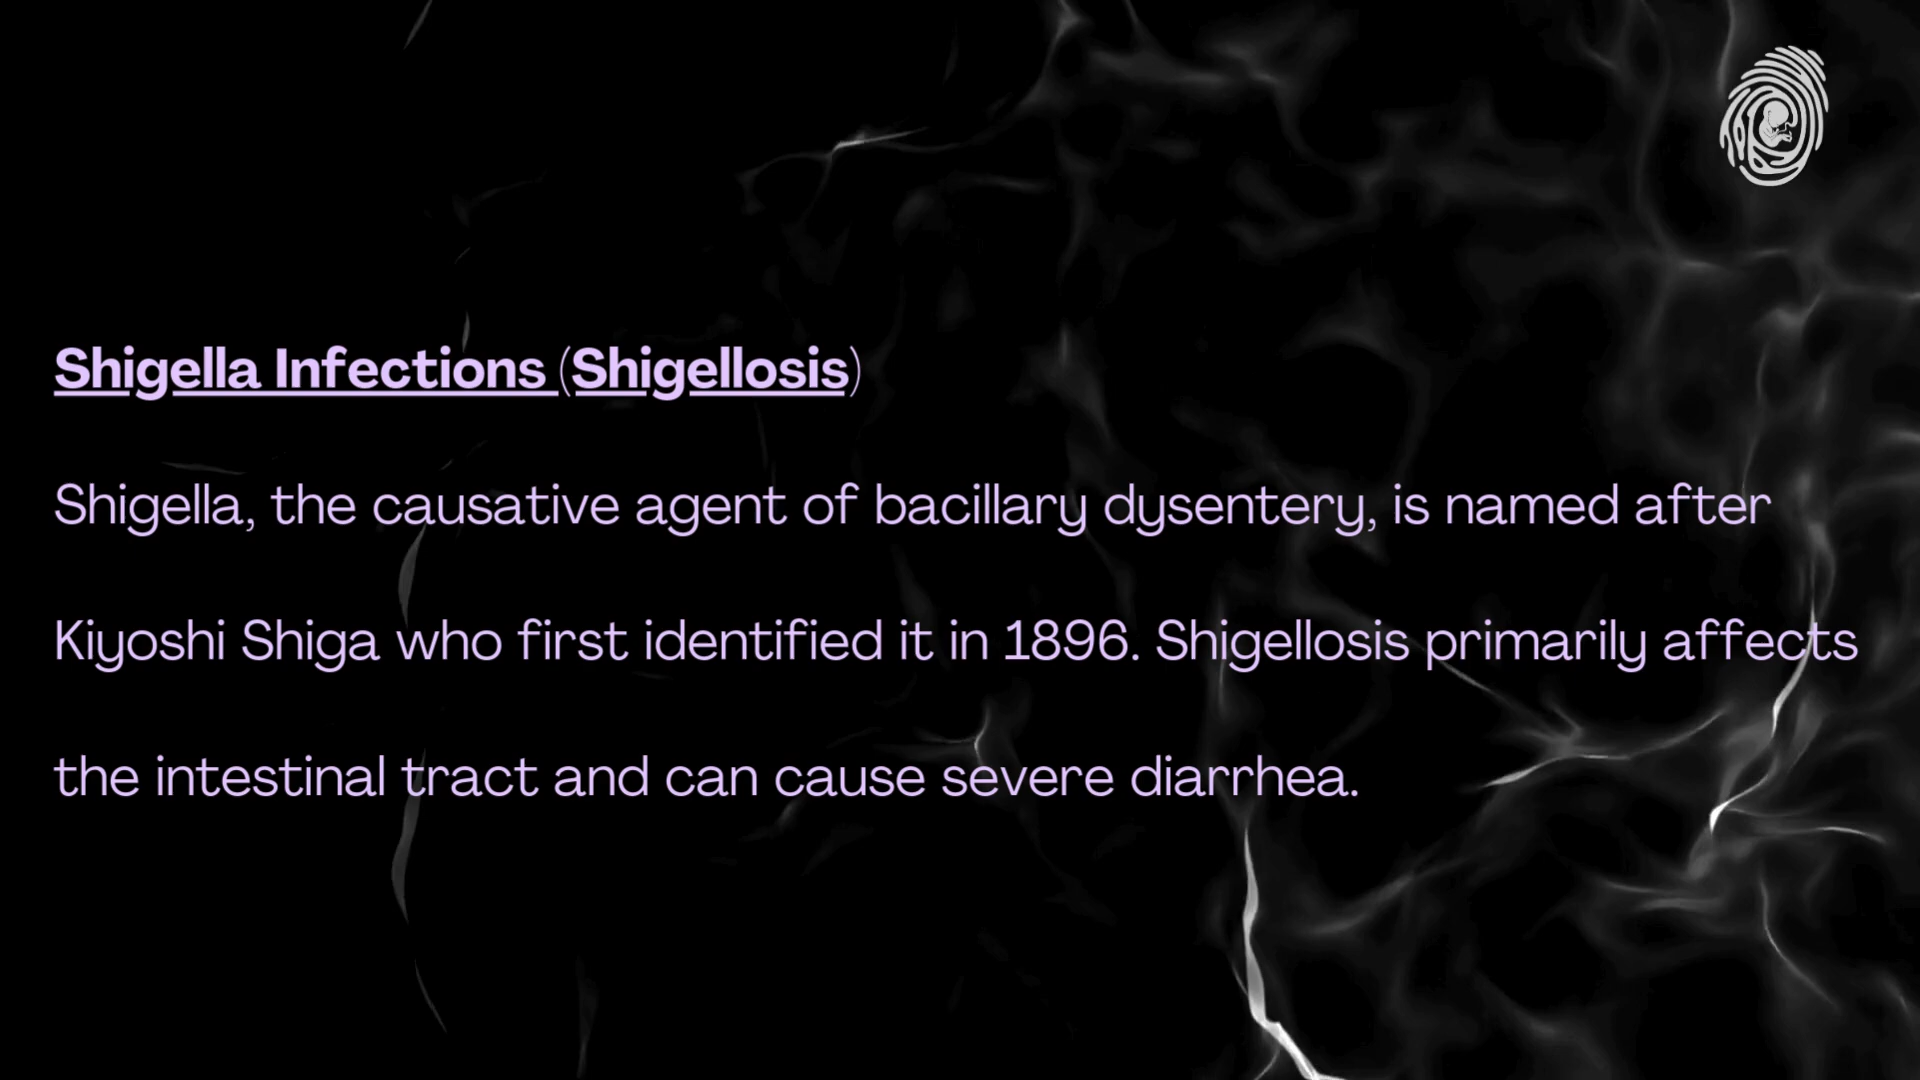 Shigella Infections (Shigellosis)
Shigella, the causative agent of bacillary dysentery, is named after
Kiyoshi Shiga who first identified it in 1896. Shigellosis primarily affects
the intestinal tract and can cause severe diarrhea.